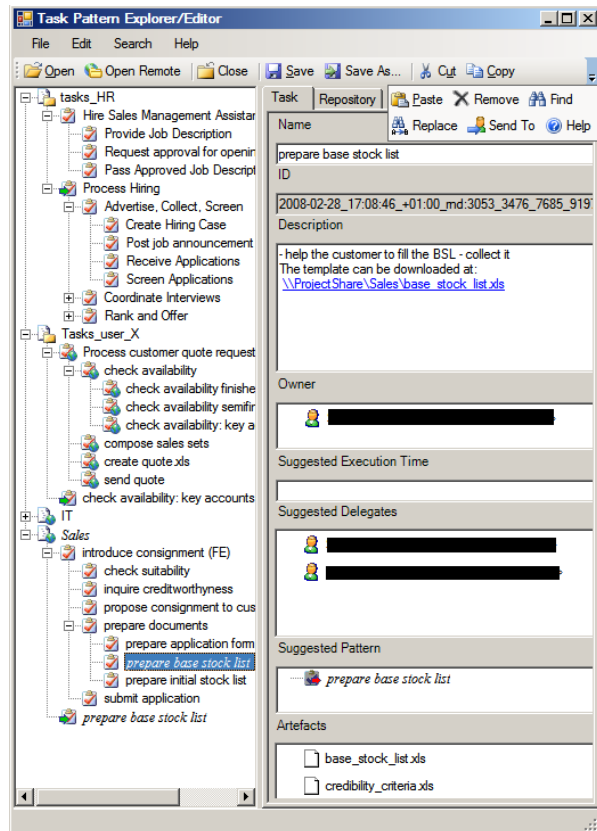 Task Pattern Explorer/Editor
File Edit Search Help
Open Open Remote Close Save Save As... Cut Copy
Paste Remove Find
Replace Send To Help
tasks_HR
Hire Sales Management Assistar
Provide Job Description
Request approval for openin
Pass Approved Job Descript
Process Hiring
Advertise, Collect, Screen
Create Hiring Case
Post job announcement
Receive Applications
Screen Applications
Coordinate Interviews
Rank and Offer
Tasks_user_X
Process customer quote request
check availability
check availability finishe
check availability semifir
check availability: key a
compose sales sets
create quote.xls
send quote
check availability: key accounts
IT
Sales
introduce consignment (FE)
check suitability
inquire creditworthyness
propose consignment to cus
prepare documents
prepare application form
prepare base stock list
prepare initial stock list
submit application
prepare base stock list
Task Repository
Name
prepare base stock list
ID
2008-02-28_17:08:46_+01:00_md:3053_3476_7685_919
Description
- help the customer to fill the BSL - collect it
The template can be downloaded at:
\\ProjectShare\Sales\base_stock_list.xls
Owner
Suggested Execution Time
Suggested Delegates
Suggested Pattern
prepare base stock list
Artefacts
base_stock_list.xls
credibility_criteria.xls